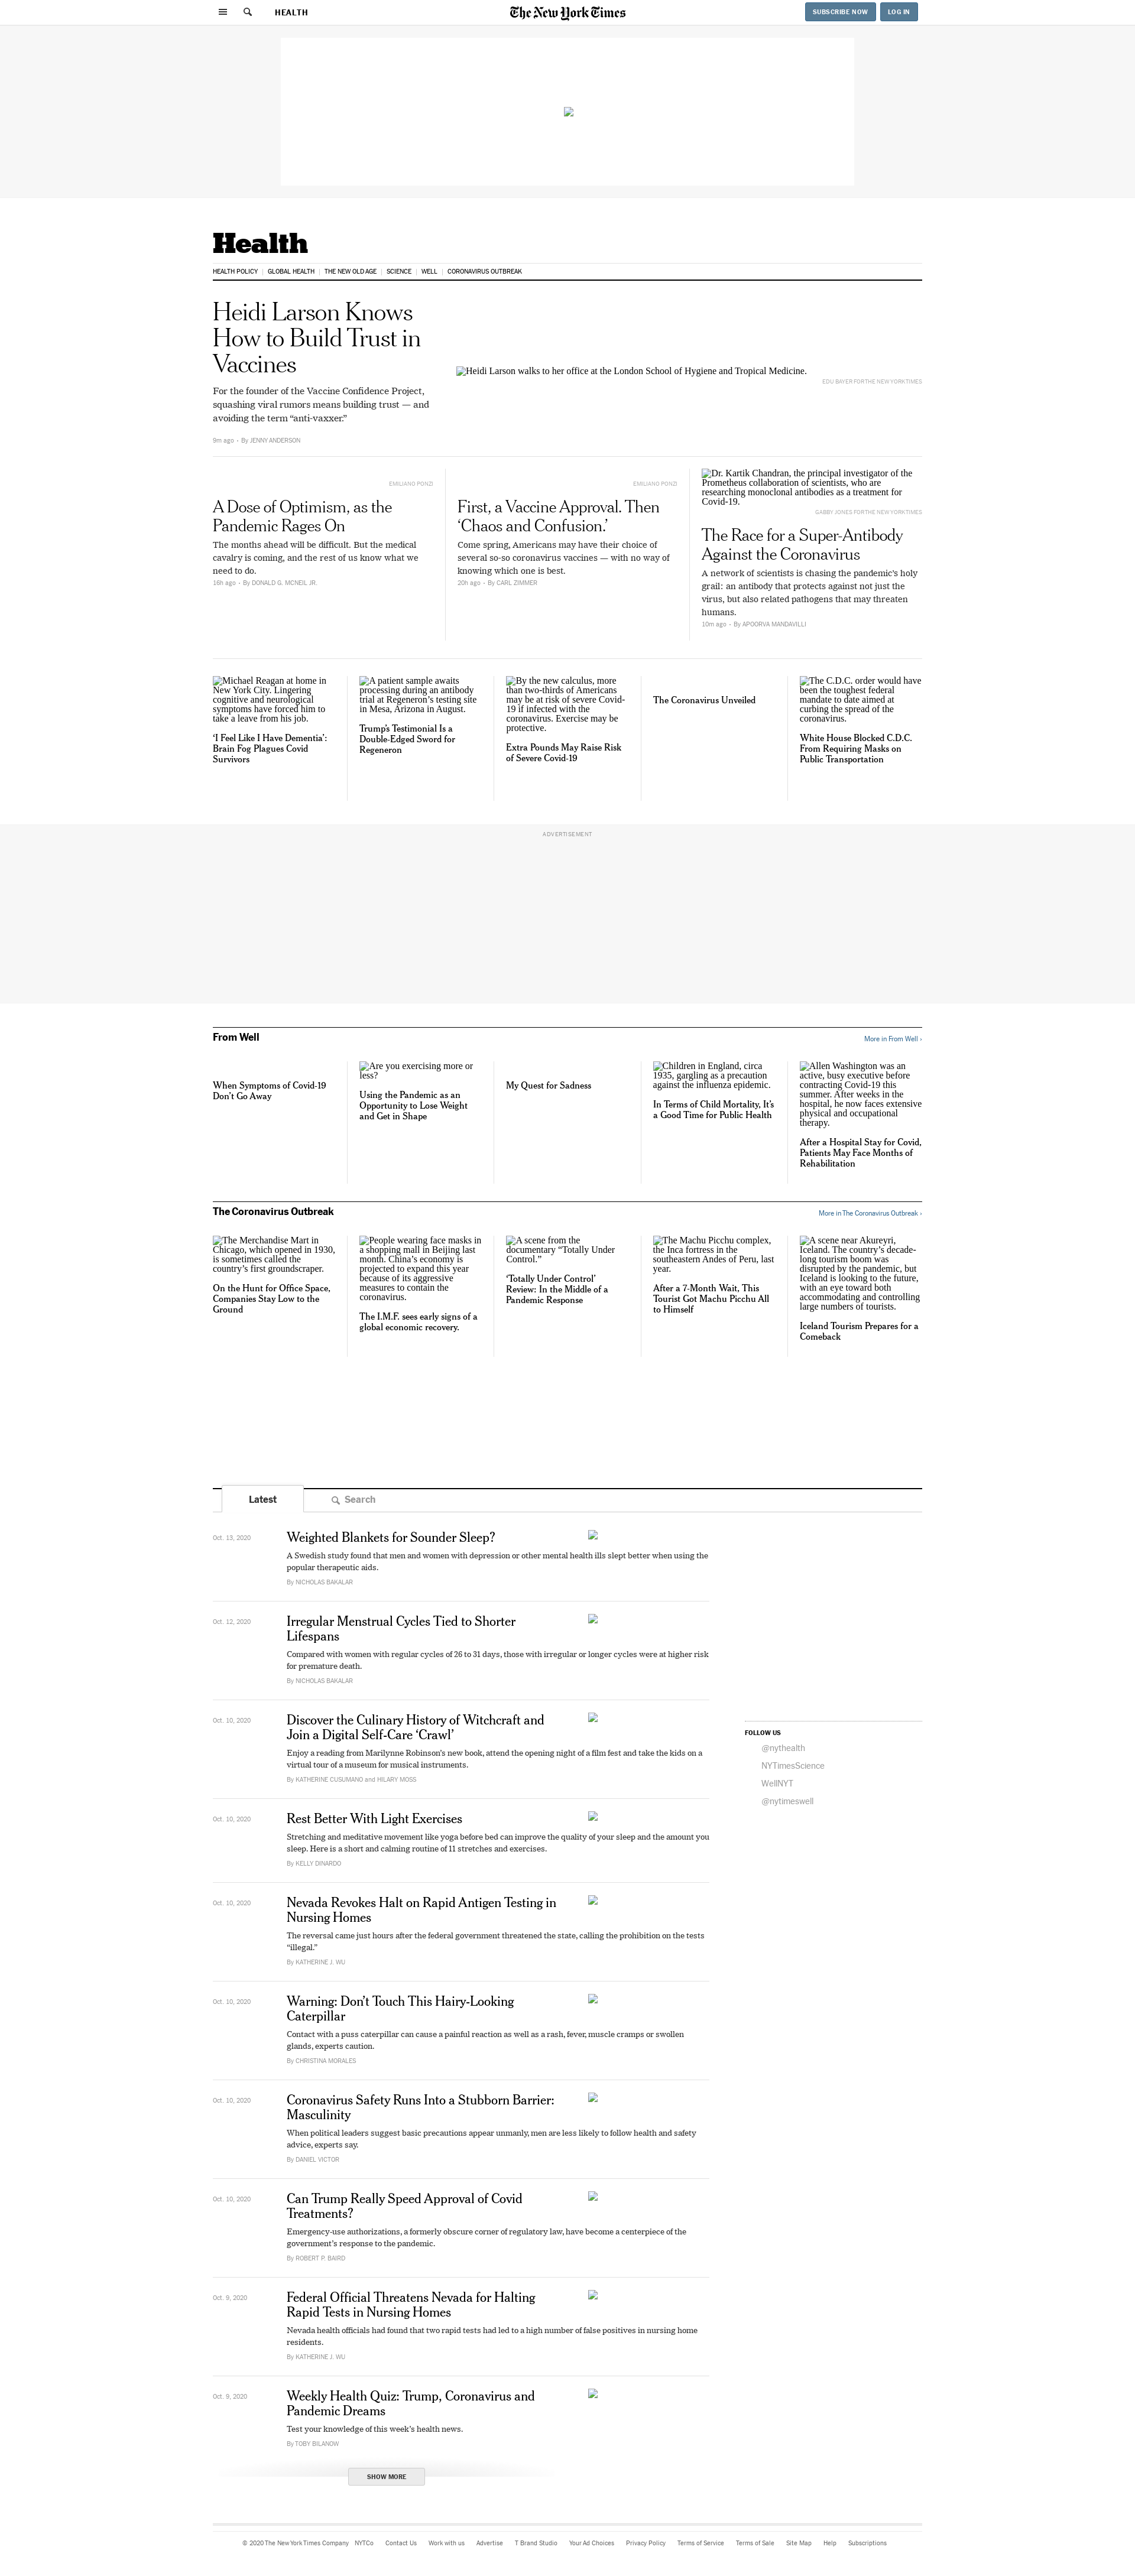 HEALTH
The New York Times
SUBSCRIBE NOW
LOG IN
Health
HEALTH POLICY
GLOBAL HEALTH
THE NEW OLD AGE
SCIENCE
WELL
CORONAVIRUS OUTBREAK
Heidi Larson Knows
How to Build Trust in
Vaccines
For the founder of the Vaccine Confidence Project,
squashing viral rumors means building trust — and
avoiding the term “anti-vaxxer.”
9m ago • By JENNY ANDERSON
Heidi Larson walks to her office at the London School of Hygiene and Tropical Medicine.
EDU BAYER FOR THE NEW YORK TIMES
EMILIANO PONZI
A Dose of Optimism, as the
Pandemic Rages On
The months ahead will be difficult. But the medical
cavalry is coming, and the rest of us know what we
need to do.
16h ago • By DONALD G. MCNEIL JR.
EMILIANO PONZI
First, a Vaccine Approval. Then
‘Chaos and Confusion.’
Come spring, Americans may have their choice of
several so-so coronavirus vaccines — with no way of
knowing which one is best.
20h ago • By CARL ZIMMER
Dr. Kartik Chandran, the principal investigator of the
Prometheus collaboration of scientists, who are
researching monoclonal antibodies as a treatment for
Covid-19.
GABBY JONES FOR THE NEW YORK TIMES
The Race for a Super-Antibody
Against the Coronavirus
A network of scientists is chasing the pandemic’s holy
grail: an antibody that protects against not just the
virus, but also related pathogens that may threaten
humans.
10m ago • By APOORVA MANDAVILLI
Michael Reagan at home in
New York City. Lingering
cognitive and neurological
symptoms have forced him to
take a leave from his job.
‘I Feel Like I Have Dementia’:
Brain Fog Plagues Covid
Survivors
A patient sample awaits
processing during an antibody
trial at Regeneron’s testing site
in Mesa, Arizona in August.
Trump’s Testimonial Is a
Double-Edged Sword for
Regeneron
By the new calculus, more
than two-thirds of Americans
may be at risk of severe Covid-
19 if infected with the
coronavirus. Exercise may be
protective.
Extra Pounds May Raise Risk
of Severe Covid-19
The Coronavirus Unveiled
The C.D.C. order would have
been the toughest federal
mandate to date aimed at
curbing the spread of the
coronavirus.
White House Blocked C.D.C.
From Requiring Masks on
Public Transportation
ADVERTISEMENT
From Well
More in From Well ›
When Symptoms of Covid-19
Don’t Go Away
Are you exercising more or
less?
Using the Pandemic as an
Opportunity to Lose Weight
and Get in Shape
My Quest for Sadness
Children in England, circa
1935, gargling as a precaution
against the influenza epidemic.
In Terms of Child Mortality, It’s
a Good Time for Public Health
Allen Washington was an
active, busy executive before
contracting Covid-19 this
summer. After weeks in the
hospital, he now faces extensive
physical and occupational
therapy.
After a Hospital Stay for Covid,
Patients May Face Months of
Rehabilitation
The Coronavirus Outbreak
More in The Coronavirus Outbreak ›
The Merchandise Mart in
Chicago, which opened in 1930,
is sometimes called the
country’s first groundscraper.
On the Hunt for Office Space,
Companies Stay Low to the
Ground
People wearing face masks in
a shopping mall in Beijing last
month. China’s economy is
projected to expand this year
because of its aggressive
measures to contain the
coronavirus.
The I.M.F. sees early signs of a
global economic recovery.
A scene from the
documentary “Totally Under
Control.”
‘Totally Under Control’
Review: In the Middle of a
Pandemic Response
The Machu Picchu complex,
the Inca fortress in the
southeastern Andes of Peru, last
year.
After a 7-Month Wait, This
Tourist Got Machu Picchu All
to Himself
A scene near Akureyri,
Iceland. The country’s decade-
long tourism boom was
disrupted by the pandemic, but
Iceland is looking to the future,
with an eye toward both
accommodating and controlling
large numbers of tourists.
Iceland Tourism Prepares for a
Comeback
Latest
Search
Oct. 13, 2020
Weighted Blankets for Sounder Sleep?
A Swedish study found that men and women with depression or other mental health ills slept better when using the
popular therapeutic aids.
By NICHOLAS BAKALAR
Oct. 12, 2020
Irregular Menstrual Cycles Tied to Shorter
Lifespans
Compared with women with regular cycles of 26 to 31 days, those with irregular or longer cycles were at higher risk
for premature death.
By NICHOLAS BAKALAR
Oct. 10, 2020
Discover the Culinary History of Witchcraft and
Join a Digital Self-Care ‘Crawl’
Enjoy a reading from Marilynne Robinson’s new book, attend the opening night of a film fest and take the kids on a
virtual tour of a museum for musical instruments.
By KATHERINE CUSUMANO and HILARY MOSS
Oct. 10, 2020
Rest Better With Light Exercises
Stretching and meditative movement like yoga before bed can improve the quality of your sleep and the amount you
sleep. Here is a short and calming routine of 11 stretches and exercises.
By KELLY DINARDO
Oct. 10, 2020
Nevada Revokes Halt on Rapid Antigen Testing in
Nursing Homes
The reversal came just hours after the federal government threatened the state, calling the prohibition on the tests
“illegal.”
By KATHERINE J. WU
Oct. 10, 2020
Warning: Don’t Touch This Hairy-Looking
Caterpillar
Contact with a puss caterpillar can cause a painful reaction as well as a rash, fever, muscle cramps or swollen
glands, experts caution.
By CHRISTINA MORALES
Oct. 10, 2020
Coronavirus Safety Runs Into a Stubborn Barrier:
Masculinity
When political leaders suggest basic precautions appear unmanly, men are less likely to follow health and safety
advice, experts say.
By DANIEL VICTOR
Oct. 10, 2020
Can Trump Really Speed Approval of Covid
Treatments?
Emergency-use authorizations, a formerly obscure corner of regulatory law, have become a centerpiece of the
government’s response to the pandemic.
By ROBERT P. BAIRD
Oct. 9, 2020
Federal Official Threatens Nevada for Halting
Rapid Tests in Nursing Homes
Nevada health officials had found that two rapid tests had led to a high number of false positives in nursing home
residents.
By KATHERINE J. WU
Oct. 9, 2020
Weekly Health Quiz: Trump, Coronavirus and
Pandemic Dreams
Test your knowledge of this week’s health news.
By TOBY BILANOW
SHOW MORE
FOLLOW US
@nythealth
NYTimesScience
WellNYT
@nytimeswell
© 2020 The New York Times Company NYTCo Contact Us Work with us Advertise T Brand Studio Your Ad Choices Privacy Policy Terms of Service Terms of Sale Site Map Help Subscriptions